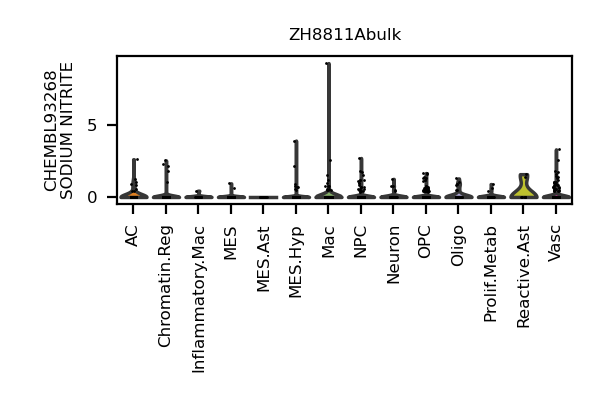 ZH8811Abulk
CHEMBL93268
SODIUM NITRITE
5
0
AC
Chromatin.Reg
Inflammatory.Mac
MES
MES.Ast
MES.Hyp
Mac
NPC
Neuron
OPC
Oligo
Prolif.Metab
Reactive.Ast
Vasc